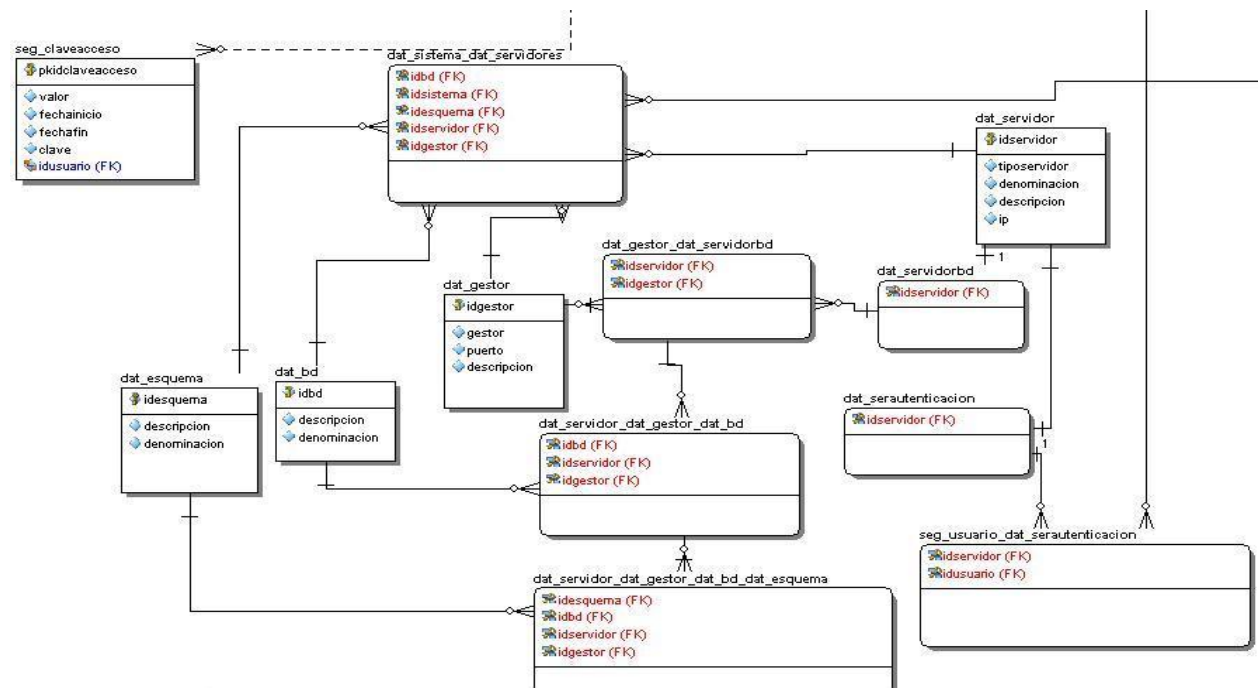 seg_claveacceso
pkidclaveacceso
valor
fechainicio
fechafin
clave
idusuario (FK)
dat_sistema_dat_servidores
idbd (FK)
idsistema (FK)
idesquema (FK)
idservidor (FK)
idgestor (FK)
dat_servidor
idservidor
tiposervidor
denominacion
descripcion
ip
1
dat_gestor_dat_servidorbd
idservidor (FK)
idgestor (FK)
dat_servidorbd
idservidor (FK)
dat_gestor
idgestor
gestor
puerto
descripcion
dat_esquema
idesquema
descripcion
denominacion
dat_bd
idbd
descripcion
denominacion
dat_serautenticacion
idservidor (FK)
1
dat_servidor_dat_gestor_dat_bd
idbd (FK)
idservidor (FK)
idgestor (FK)
seg_usuario_dat_serautenticacion
idservidor (FK)
idusuario (FK)
dat_servidor_dat_gestor_dat_bd_dat_esquema
idesquema (FK)
idbd (FK)
idservidor (FK)
idgestor (FK)